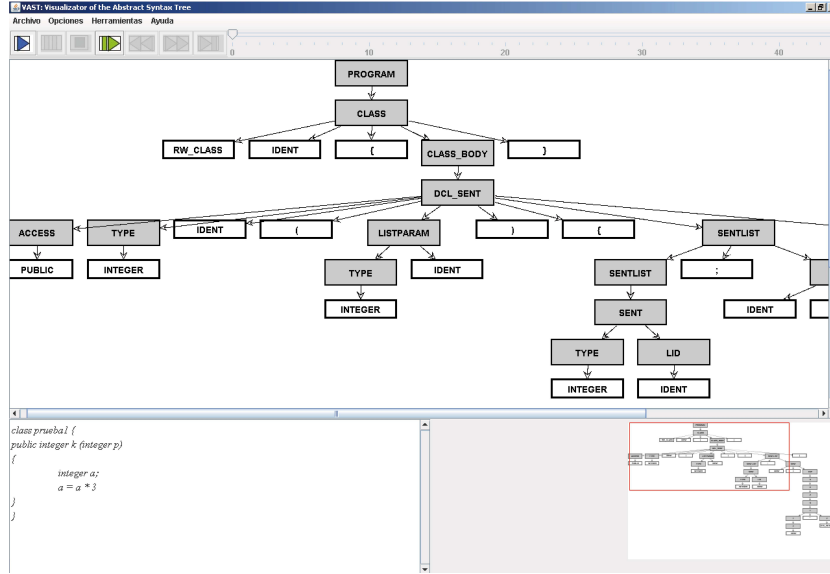 VAST: Visualizator of the Abstract Syntax Tree
Archivo Opciones Herramientas Ayuda
0 10 20 30 40
PROGRAM
CLASS
RW_CLASS IDENT { CLASS_BODY }
DCL_SENT
ACCESS TYPE IDENT ( LISTPARAM ) { SENTLIST
PUBLIC INTEGER TYPE IDENT SENTLIST ;
INTEGER SENT IDENT
TYPE LID
INTEGER IDENT
class prueba1 {
public integer k (integer p)
{
integer a;
a = a * 3
}
}